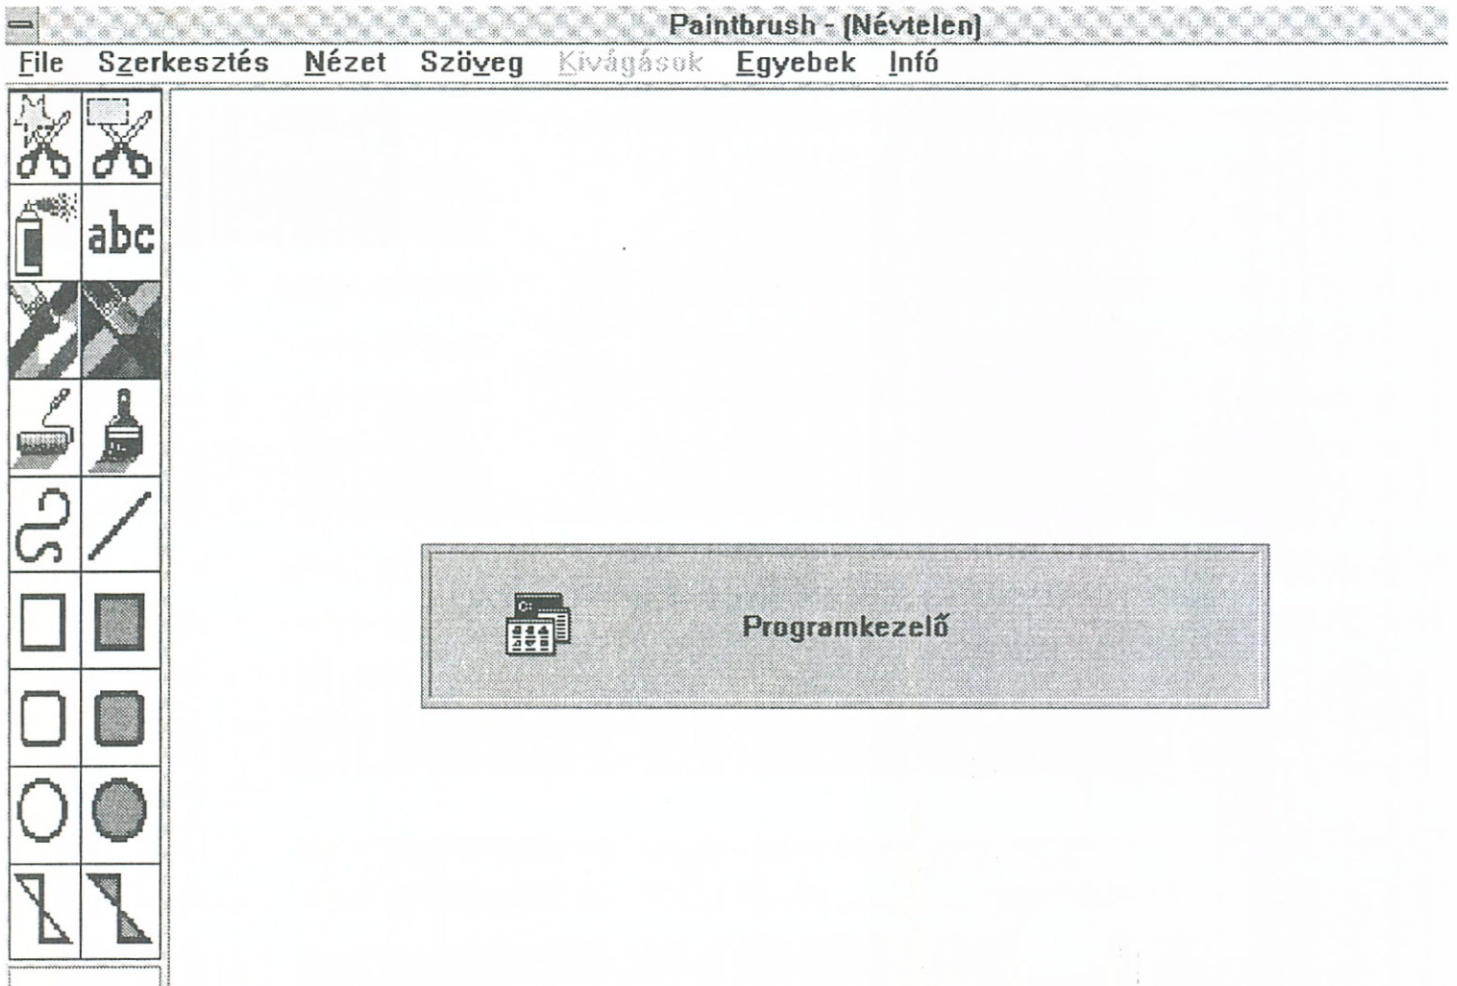 Paintbrush - (Névtelen)
File Szerkesztés Nézet Szöveg Kivágások Egyebek Infó
abc
C:
Programkezelő